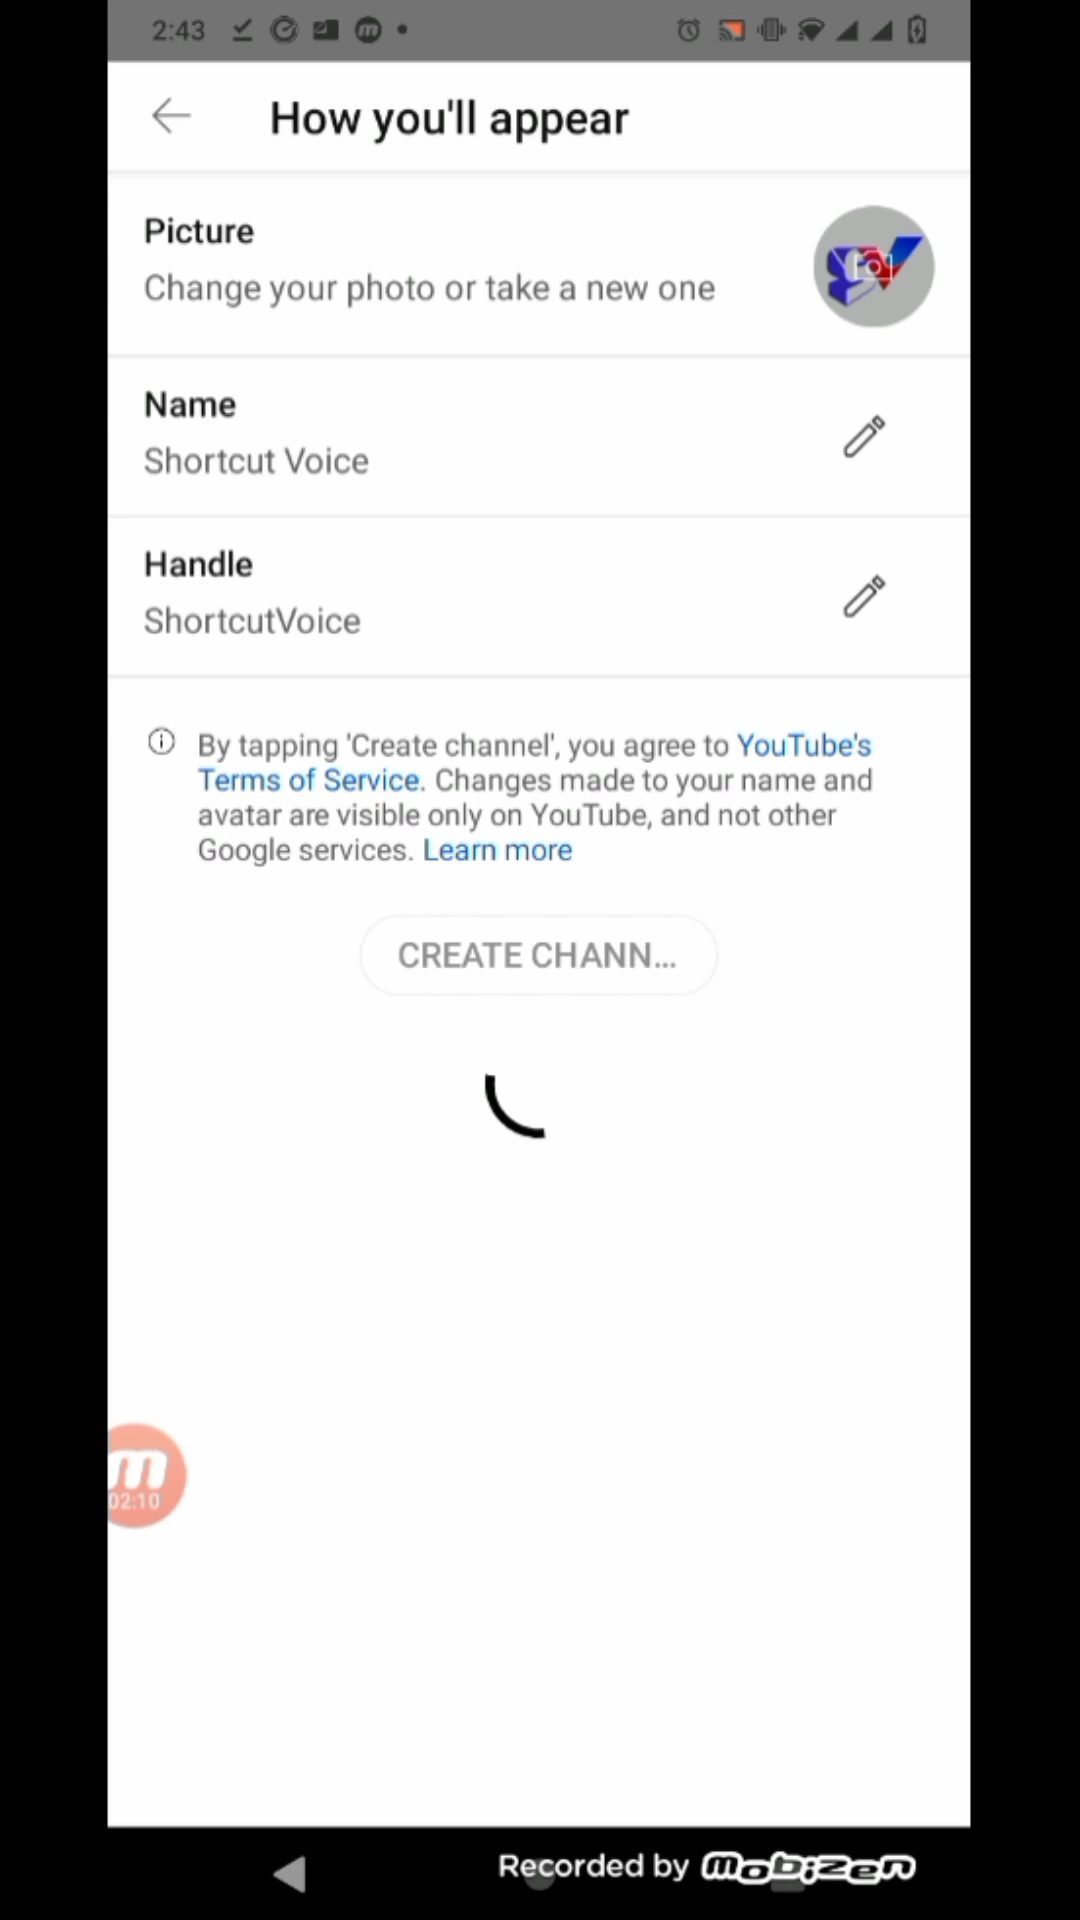 2:43
How you'll appear
Picture
Change your photo or take a new one
Name
Shortcut Voice
Handle
ShortcutVoice
By tapping 'Create channel', you agree to YouTube's
Terms of Service. Changes made to your name and
avatar are visible only on YouTube, and not other
Google services. Learn more
CREATE CHANN...
m
02:10
Recorded by mobizen